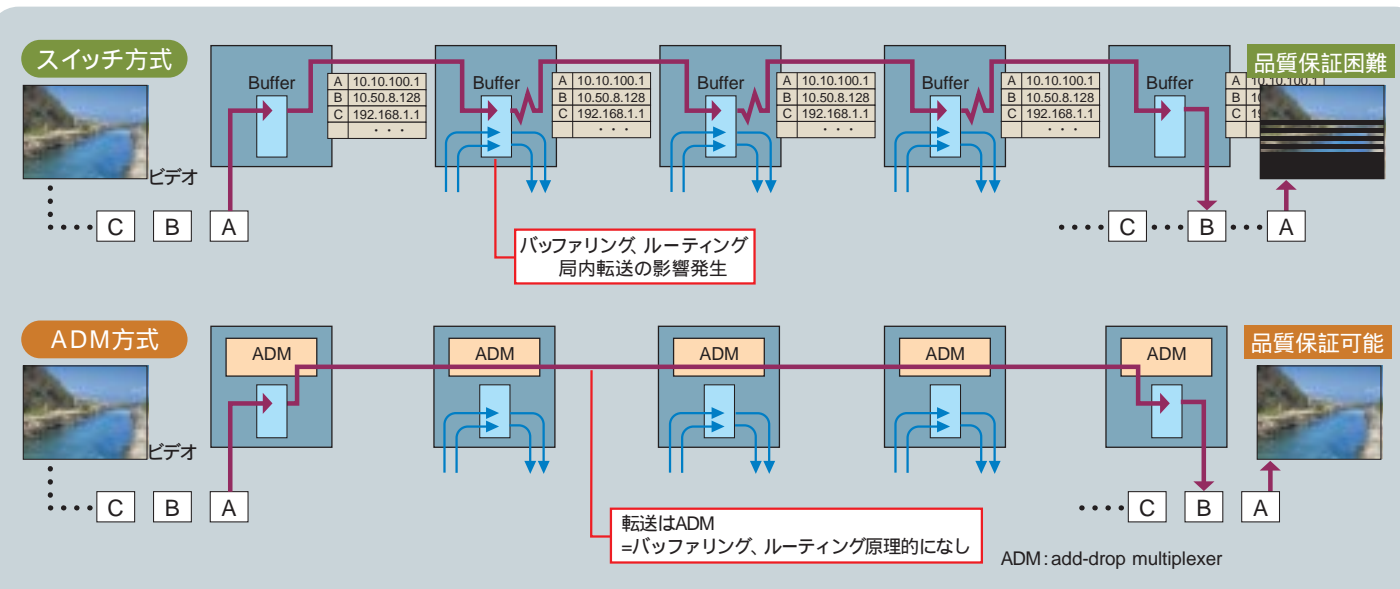 スイッチ方式
ビデオ
C B A
Buffer
A 10.10.100.1
B 10.50.8.128
C 192.168.1.1
・・・
Buffer
A 10.10.100.1
B 10.50.8.128
C 192.168.1.1
・・・
Buffer
A 10.10.100.1
B 10.50.8.128
C 192.168.1.1
・・・
Buffer
A 10.10.100.1
B 10.50.8.128
C 192.168.1.1
・・・
Buffer
A 10.10.100.1
B
C
品質保証困難
C B A
バッファリング、ルーティング
局内転送の影響発生
ADM方式
ビデオ
C B A
ADM
ADM
ADM
ADM
ADM
品質保証可能
C B A
転送はADM
=バッファリング、ルーティング原理的になし
ADM:add-drop multiplexer